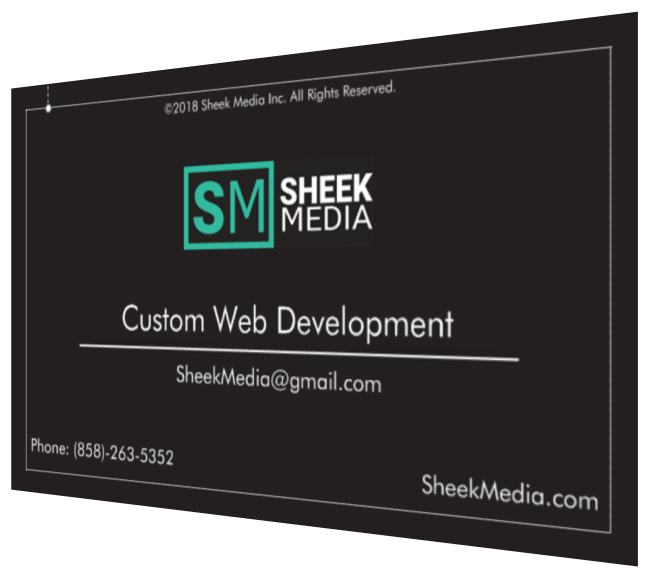 ©2018 Sheek Media Inc. All Rights Reserved.
SM SHEEK
MEDIA
Custom Web Development
SheekMedia@gmail.com
Phone: (858)-263-5352
SheekMedia.com